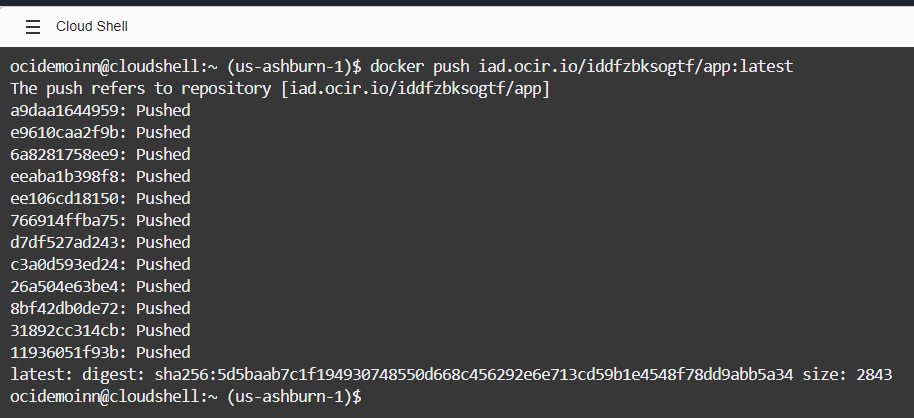 Cloud Shell
ocidemoinn@cloudshell:~ (us-ashburn-1)$ docker push iad.ocir.io/iddfzbksogtf/app:latest
The push refers to repository [iad.ocir.io/iddfzbksogtf/app]
a9daa1644959: Pushed
e9610caa2f9b: Pushed
6a8281758ee9: Pushed
eeaba1b398f8: Pushed
ee106cd18150: Pushed
766914ffba75: Pushed
d7df527ad243: Pushed
c3a0d593ed24: Pushed
26a504e63be4: Pushed
8bf42db0de72: Pushed
31892cc314cb: Pushed
11936051f93b: Pushed
latest: digest: sha256:5d5baab7c1f194930748550d668c456292e6e713cd59b1e4548f78dd9abb5a34 size: 2843
ocidemoinn@cloudshell:~ (us-ashburn-1)$